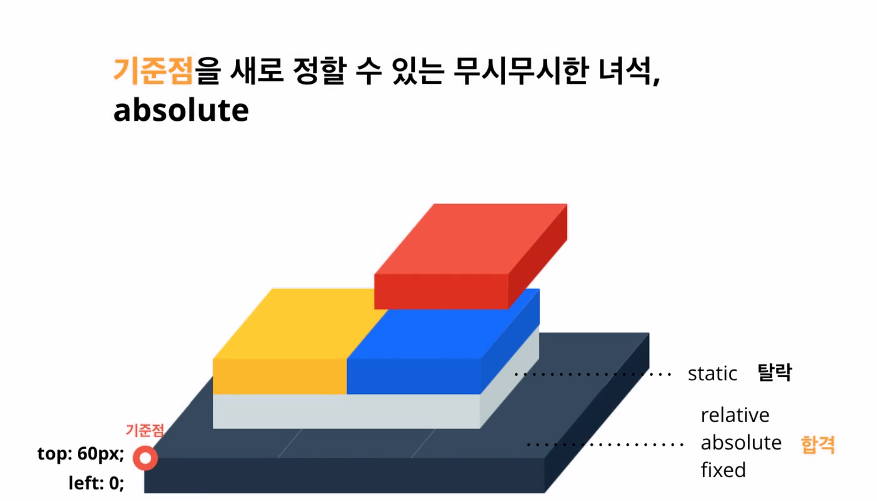 기준점을 새로 정할 수 있는 무시무시한 녀석,
absolute
static 탈락
relative
absolute 합격
fixed
기준점
top: 60px;
left: 0;